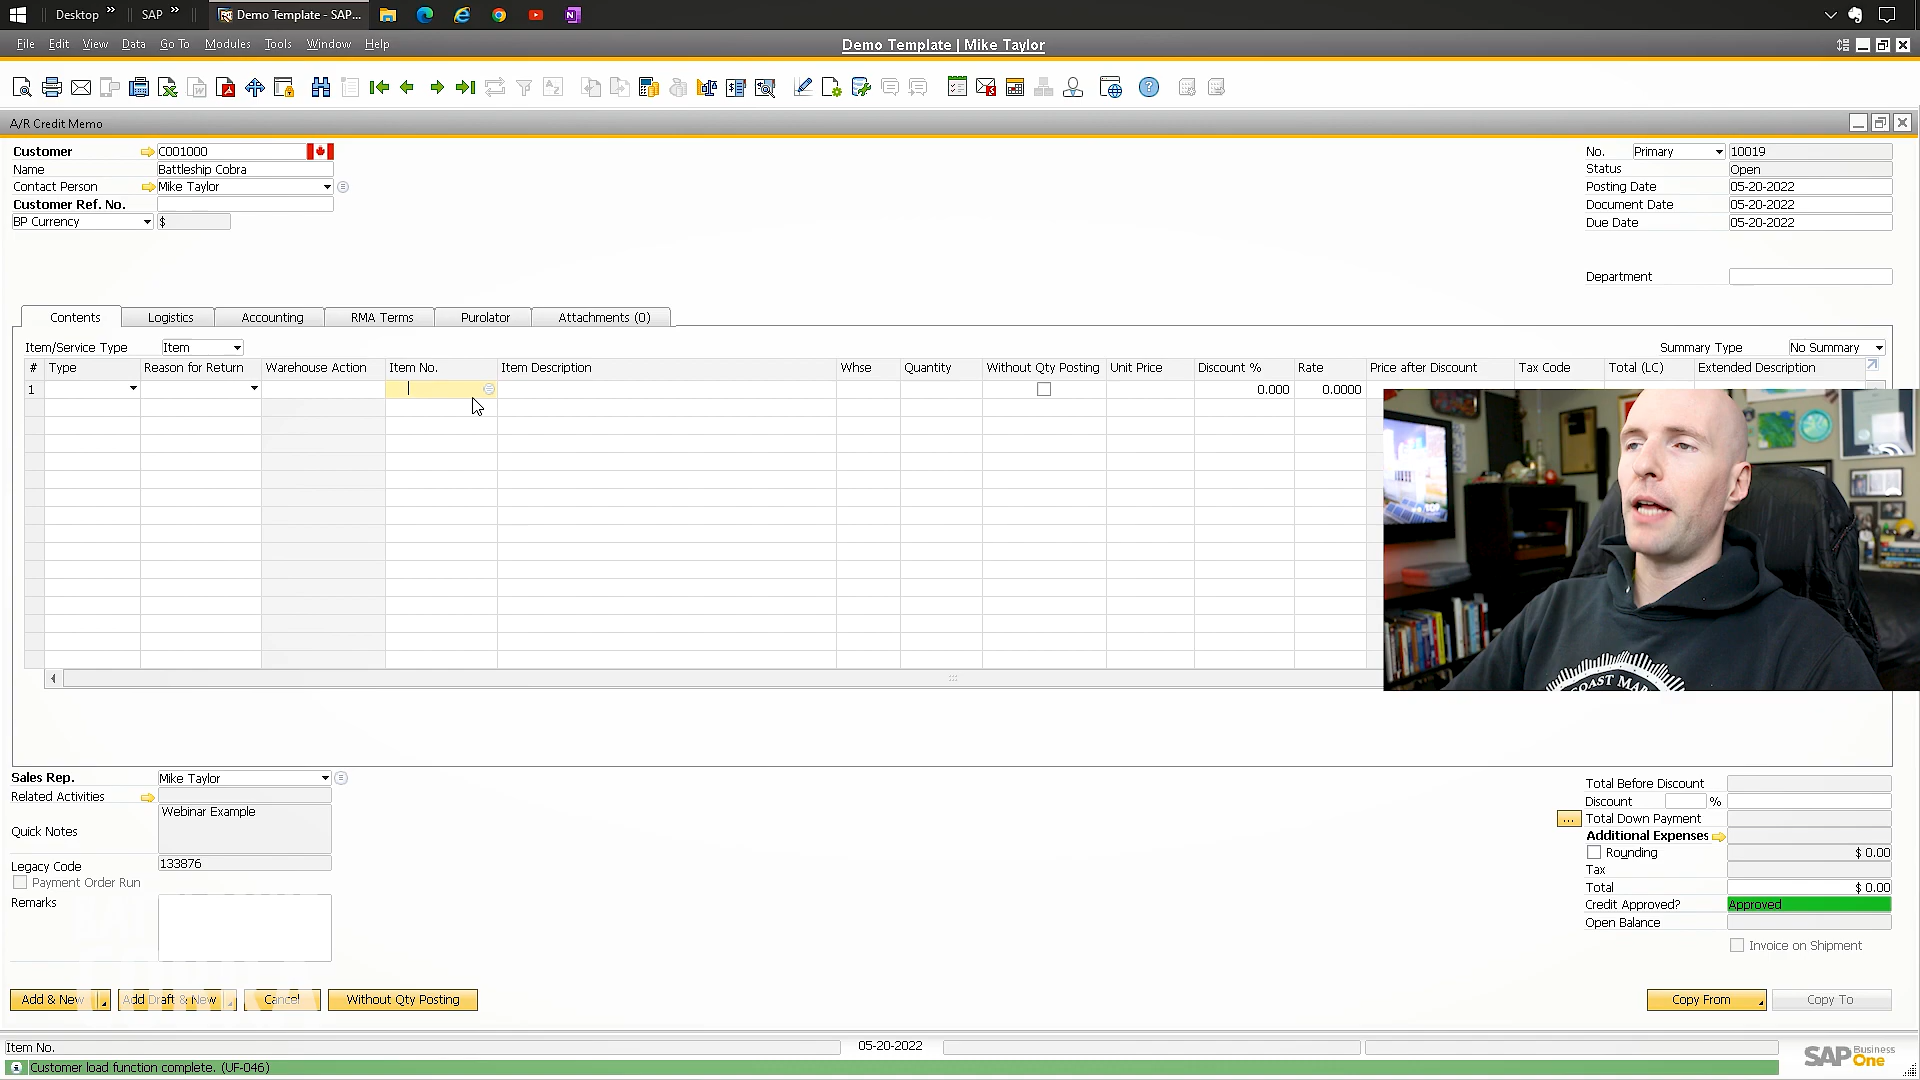 Desktop » SAP » Demo Template - SAP...
File Edit View Data Go To Modules Tools Window Help Demo Template | Mike Taylor
A/R Credit Memo
Customer C001000 No. Primary 10019
Name Battleship Cobra Status Open
Contact Person Mike Taylor Posting Date 05-20-2022
Customer Ref. No. Document Date 05-20-2022
BP Currency $ Due Date 05-20-2022
Department
Contents Logistics Accounting RMA Terms Purolator Attachments (0)
Item/Service Type Item Summary Type No Summary
# Type Reason for Return Warehouse Action Item No. Item Description Whse Quantity Without Qty Posting Unit Price Discount % Rate Price after Discount Tax Code Total (LC) Extended Description
1 0.000 0.0000
TOP
COAST MAR
Sales Rep. Mike Taylor Total Before Discount
Related Activities Discount %
Webinar Example
Quick Notes
... Total Down Payment
Additional Expenses
Legacy Code 133876 Rounding $ 0.00
Payment Order Run Tax
Total $ 0.00
Remarks Credit Approved? Approved
Open Balance
Invoice on Shipment
Add & New Add Draft & New Cancel Without Qty Posting Copy From Copy To
Item No. 05-20-2022
Customer load function complete. (UF-046)
SAP Business One